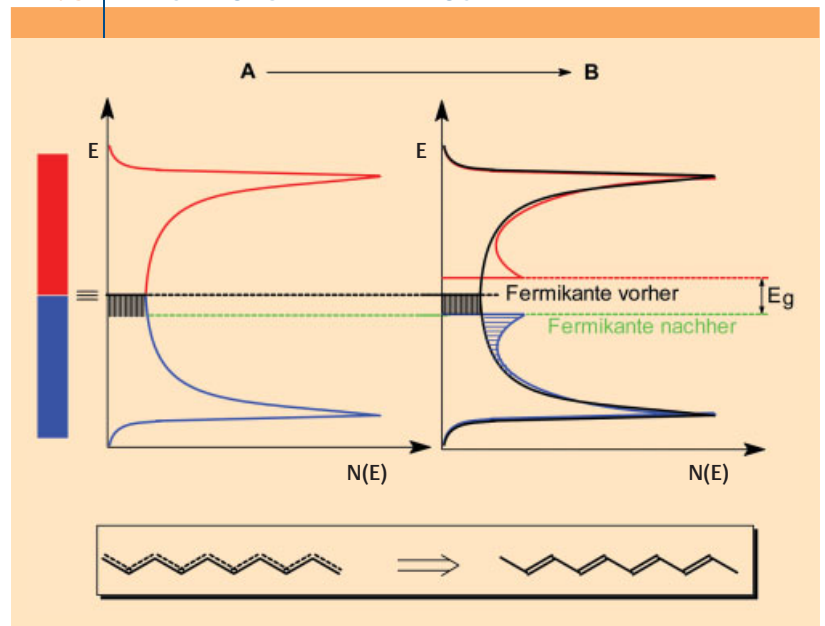 A B
E
E
Fermikante vorher
Eg
Fermikante nachher
N(E)
N(E)